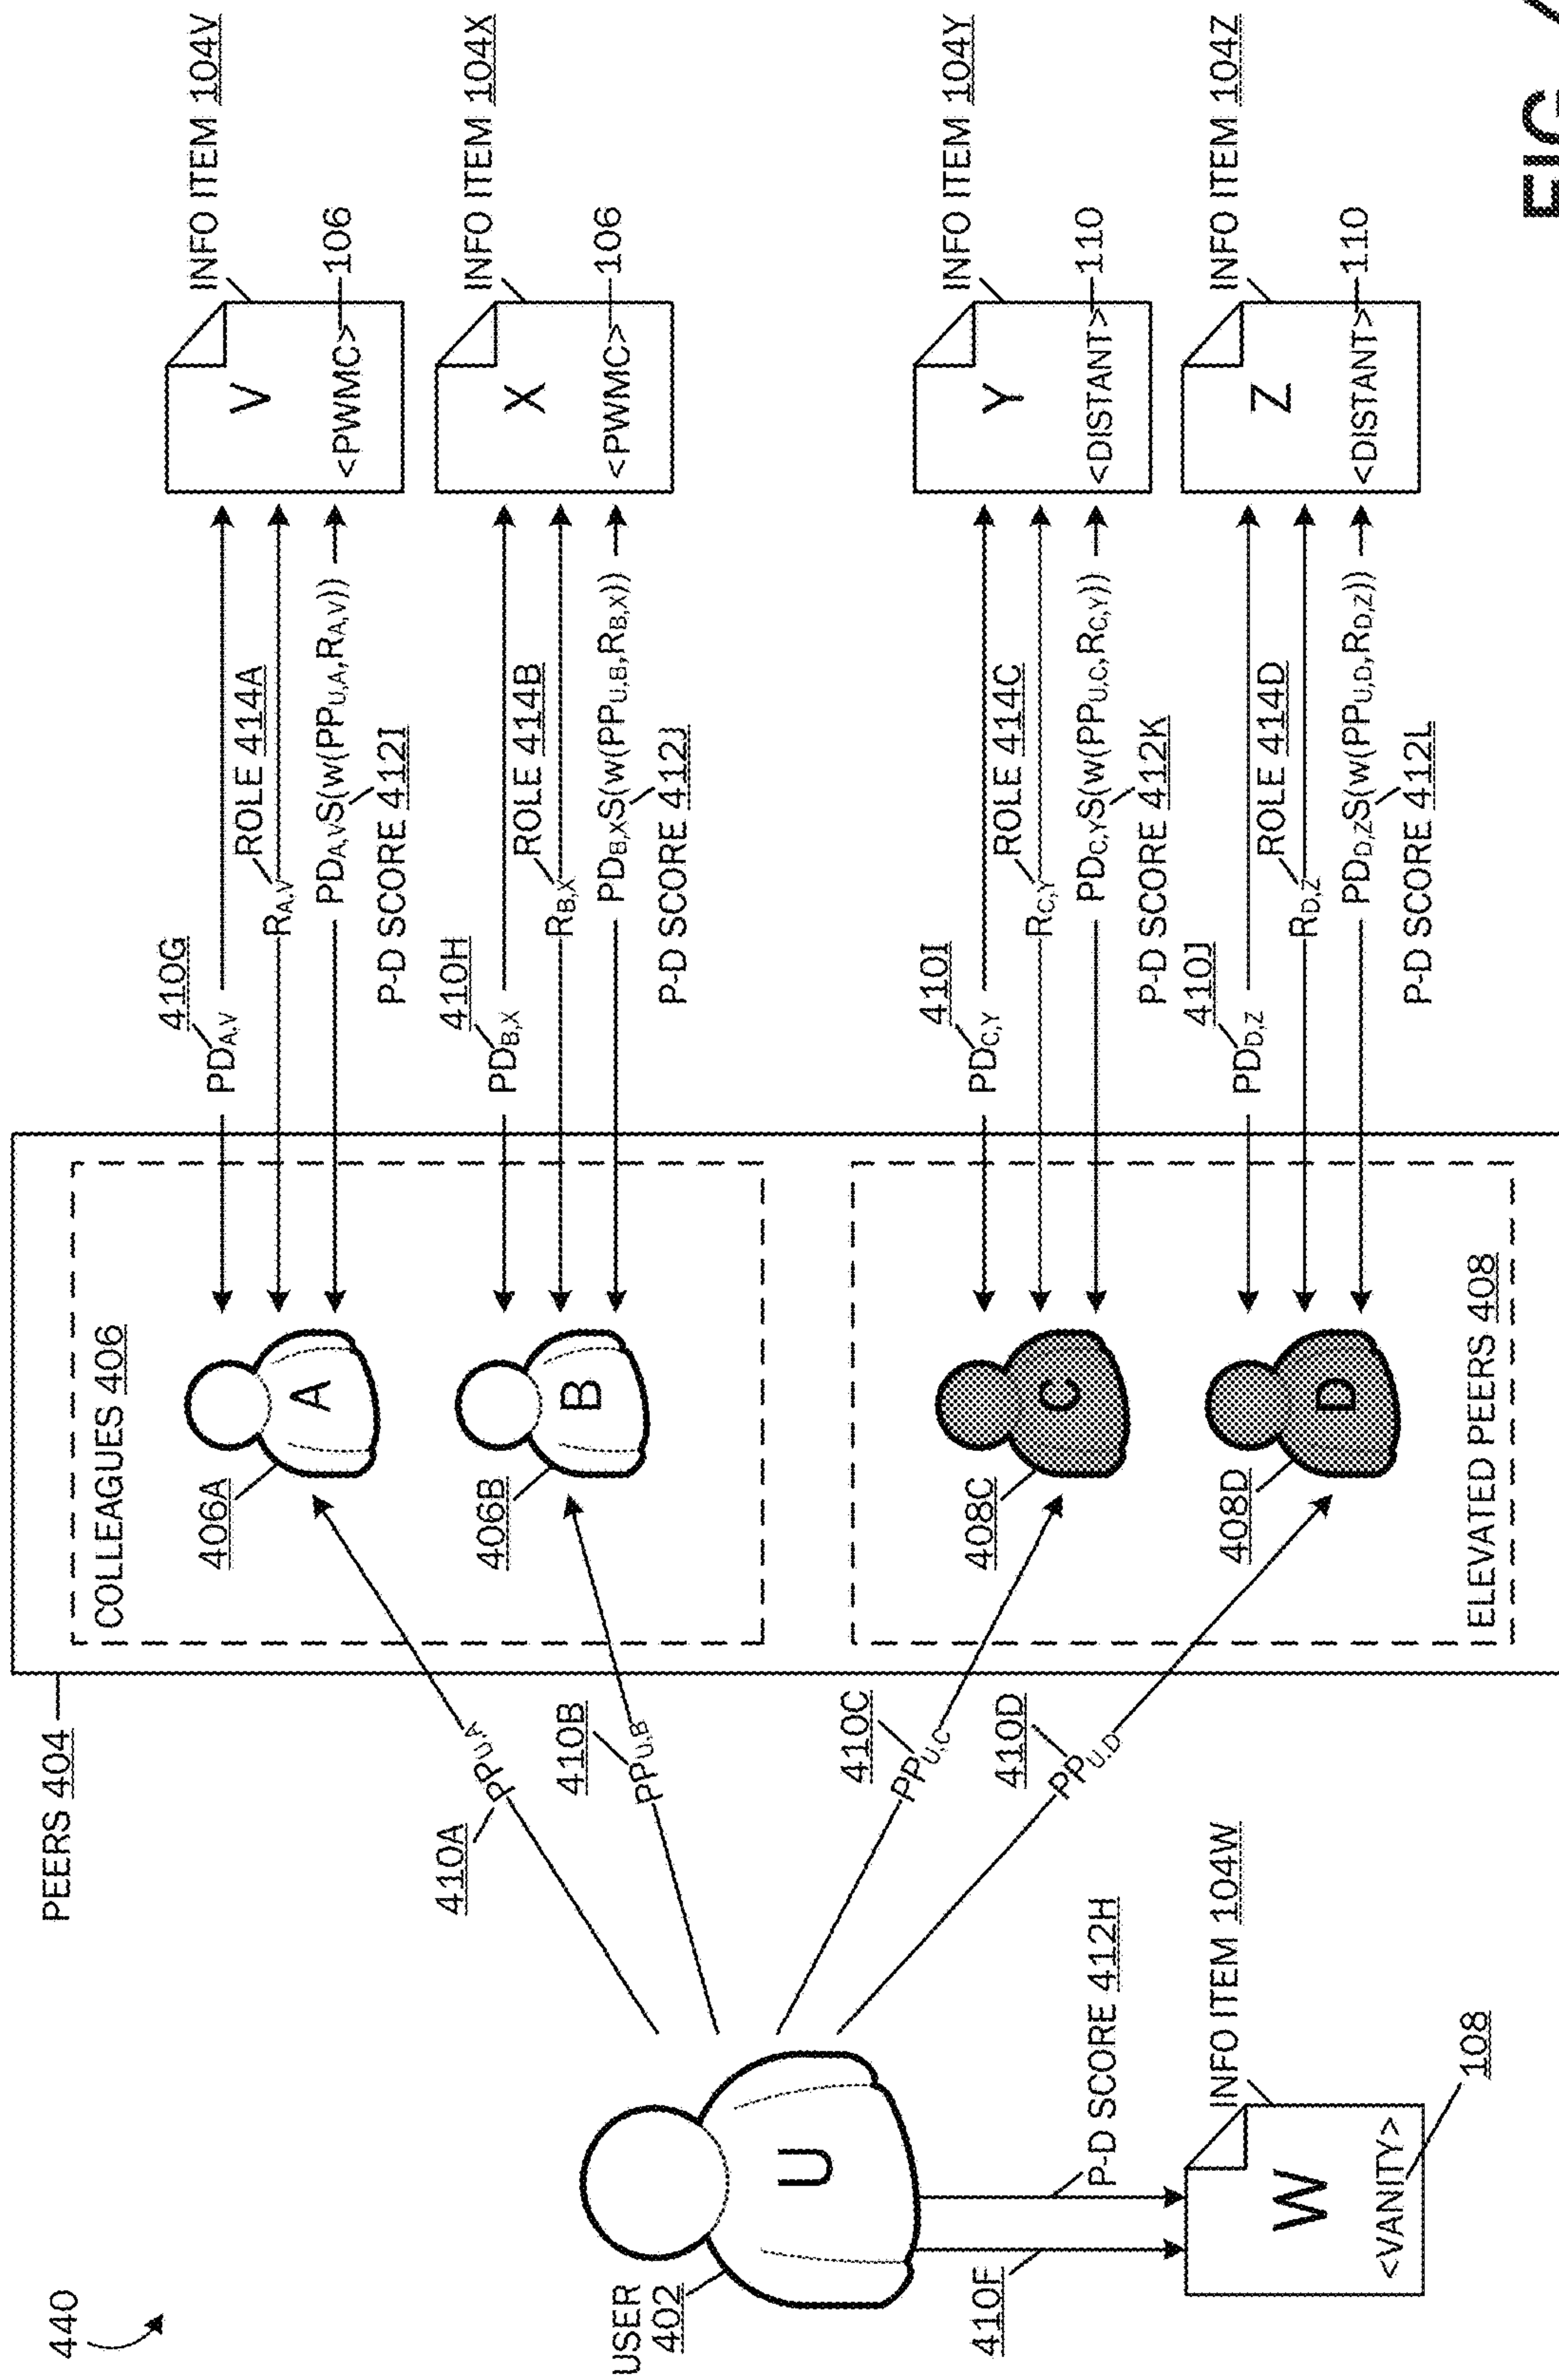 440
PEERS 404
COLLEAGUES 406
406A
A
406B
B
408C
C
408D
D
ELEVATED PEERS 408
USER
402
U
410A
PPU,A
410B
PPU,B
410C
PPU,C
410D
PPU,D
410F
P-D SCORE 412H
INFO ITEM 104W
W
<VANITY>
108
410G
PDA,V
ROLE 414A
RA,V
PDA,VS(w(PPU,A,RA,V))
P-D SCORE 412I
INFO ITEM 104V
V
<PWMC>
106
410H
PDB,X
ROLE 414B
RB,X
PDB,XS(w(PPU,B,RB,X))
P-D SCORE 412J
INFO ITEM 104X
X
<PWMC>
106
410I
PDC,Y
ROLE 414C
RC,Y
PDC,YS(w(PPU,C,RC,Y))
P-D SCORE 412K
INFO ITEM 104Y
Y
<DISTANT>
110
410J
PDD,Z
ROLE 414D
RD,Z
PDD,ZS(w(PPU,D,RD,Z))
P-D SCORE 412L
INFO ITEM 104Z
Z
<DISTANT>
110